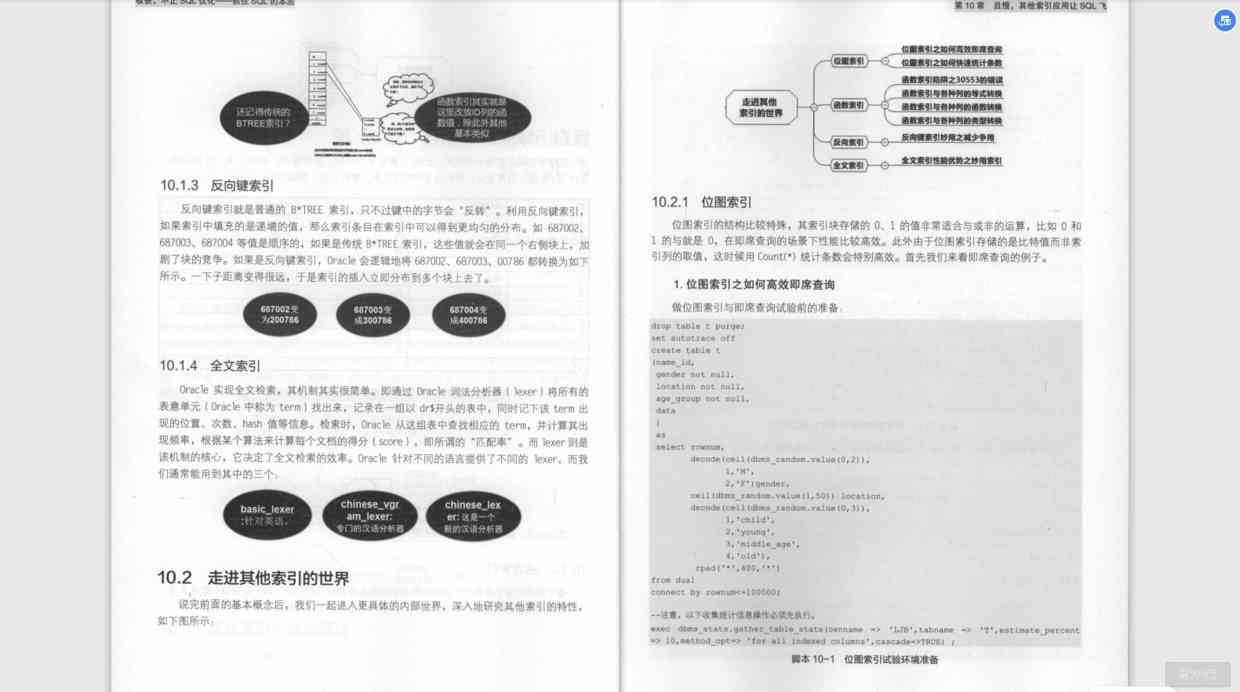 收获，不止SQL优化——抓住SQL的本质
还记得传统的
BTREE索引？
函数索引其实就是
这里改放ID列的函
数值，除此外其他
基本类似
10.1.3 反向键索引
反向键索引就是普通的 B*TREE 索引，只不过键中的字节会“反转”。利用反向键索引，
如果索引中填充的是递增的值，那么索引条目在索引中可以得到更均匀的分布。如 687002、
687003、687004 等值是顺序的，如果是传统 B*TREE 索引，这些值就会在同一个右侧块上，加
剧了块的竞争。如果是反向键索引，Oracle 会逻辑地将 687002、687003、00786 都转换为如下
所示。一下子距离变得很远，于是索引的插入立即分布到多个块上去了。
687002变
为200786
687003变
成300786
687004变
成400786
10.1.4 全文索引
Oracle 实现全文检索，其机制其实很简单。即通过 Oracle 词法分析器（lexer）将所有的
表意单元（Oracle 中称为 term）找出来，记录在一组以 dr$开头的表中，同时记下该 term 出
现的位置、次数、hash 值等信息。检索时，Oracle 从这组表中查找相应的 term，并计算其出
现频率，根据某个算法来计算每个文档的得分（score），即所谓的“匹配率”。而 lexer 则是
该机制的核心，它决定了全文检索的效率。Oracle 针对不同的语言提供了不同的 lexer，而我
们通常能用到其中的三个：
basic_lexer
:针对英语，
chinese_vgr
am_lexer:
专门的汉语分析器
chinese_lex
er: 这是一个
新的汉语分析器
10.2 走进其他索引的世界
说完前面的基本概念后，我们一起进入更具体的内部世界，深入地研究其他索引的特性，
如下图所示：
第 10 章 且慢，其他索引应用让 SQL 飞
走进其他
索引的世界
位图索引
位图索引之如何高效即席查询
位图索引之如何快速统计条数
函数索引
函数索引陷阱之30553的错误
函数索引与各种列的等式转换
函数索引与各种列的函数转换
函数索引与各种列的类型转换
反向索引
反向键索引妙用之减少争用
全文索引
全文索引性能优势之妙用索引
10.2.1 位图索引
位图索引的结构比较特殊，其索引块存储的 0、1 的值非常适合与或非的运算，比如 0 和
1 的与就是 0，在即席查询的场景下性能比较高效。此外由于位图索引存储的是比特值而非索
引列的取值，这时候用 Count(*) 统计条数会特别高效。首先我们来看即席查询的例子。
1. 位图索引之如何高效即席查询
做位图索引与即席查询试验前的准备：
drop table t purge;
set autotrace off
create table t
(name_id,
gender not null,
location not null,
age_group not null,
data
)
as
select rownum,
decode(ceil(dbms_random.value(0,2)),
1,'M',
2,'F')gender,
ceil(dbms_random.value(1,50)) location,
decode(ceil(dbms_random.value(0,3)),
1,'child',
2,'young',
3,'middle_age',
4,'old'),
rpad('*',400,'*')
from dual
connect by rownum<=100000;
--注意，以下收集统计信息操作必须先执行。
exec dbms_stats.gather_table_stats(ownname => 'LJB',tabname => 'T',estimate_percent
=> 10,method_opt=> 'for all indexed columns',cascade=>TRUE) ;
脚本 10-1 位图索引试验环境准备